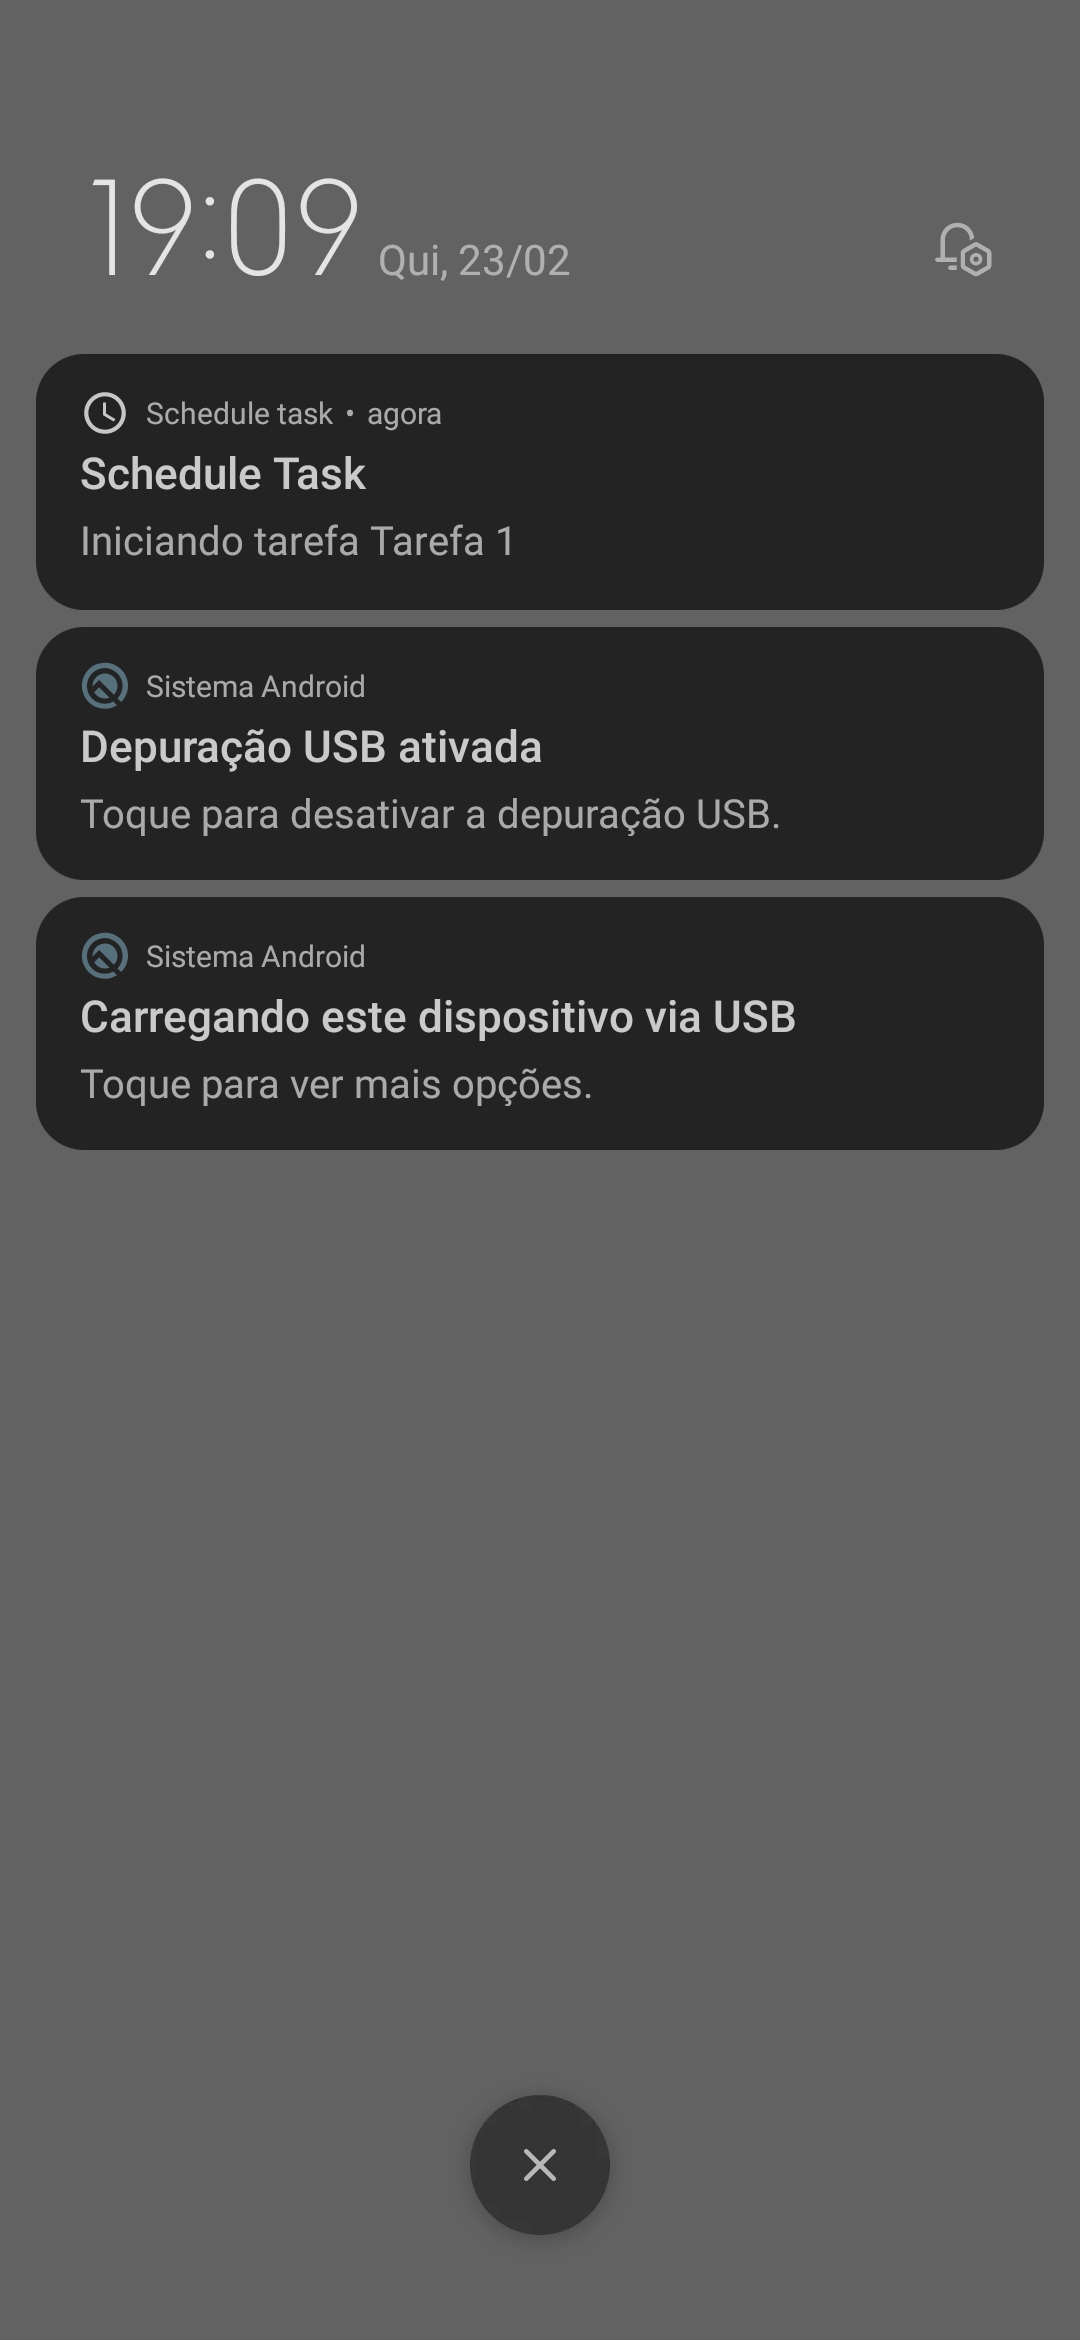 19:09 Qui, 23/02
Schedule task • agora
Schedule Task
Iniciando tarefa Tarefa 1
Sistema Android
Depuração USB ativada
Toque para desativar a depuração USB.
Sistema Android
Carregando este dispositivo via USB
Toque para ver mais opções.